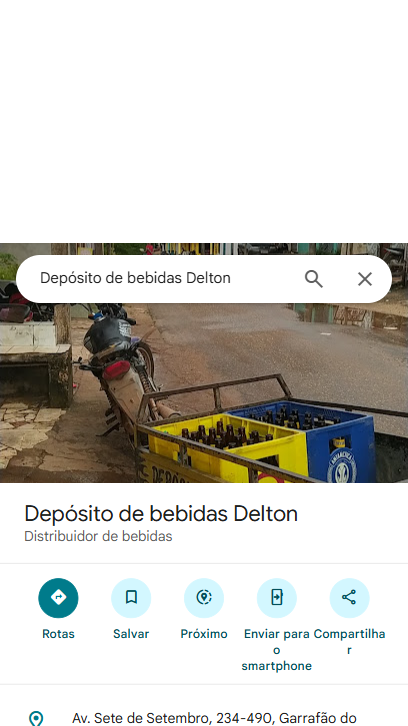 Depósito de bebidas Delton
ANTARCTICA
Depósito de bebidas Delton
Distribuidor de bebidas
Rotas
Salvar
Próximo
Enviar para o smartphone
Compartilhar
Av. Sete de Setembro, 234-490, Garrafão do